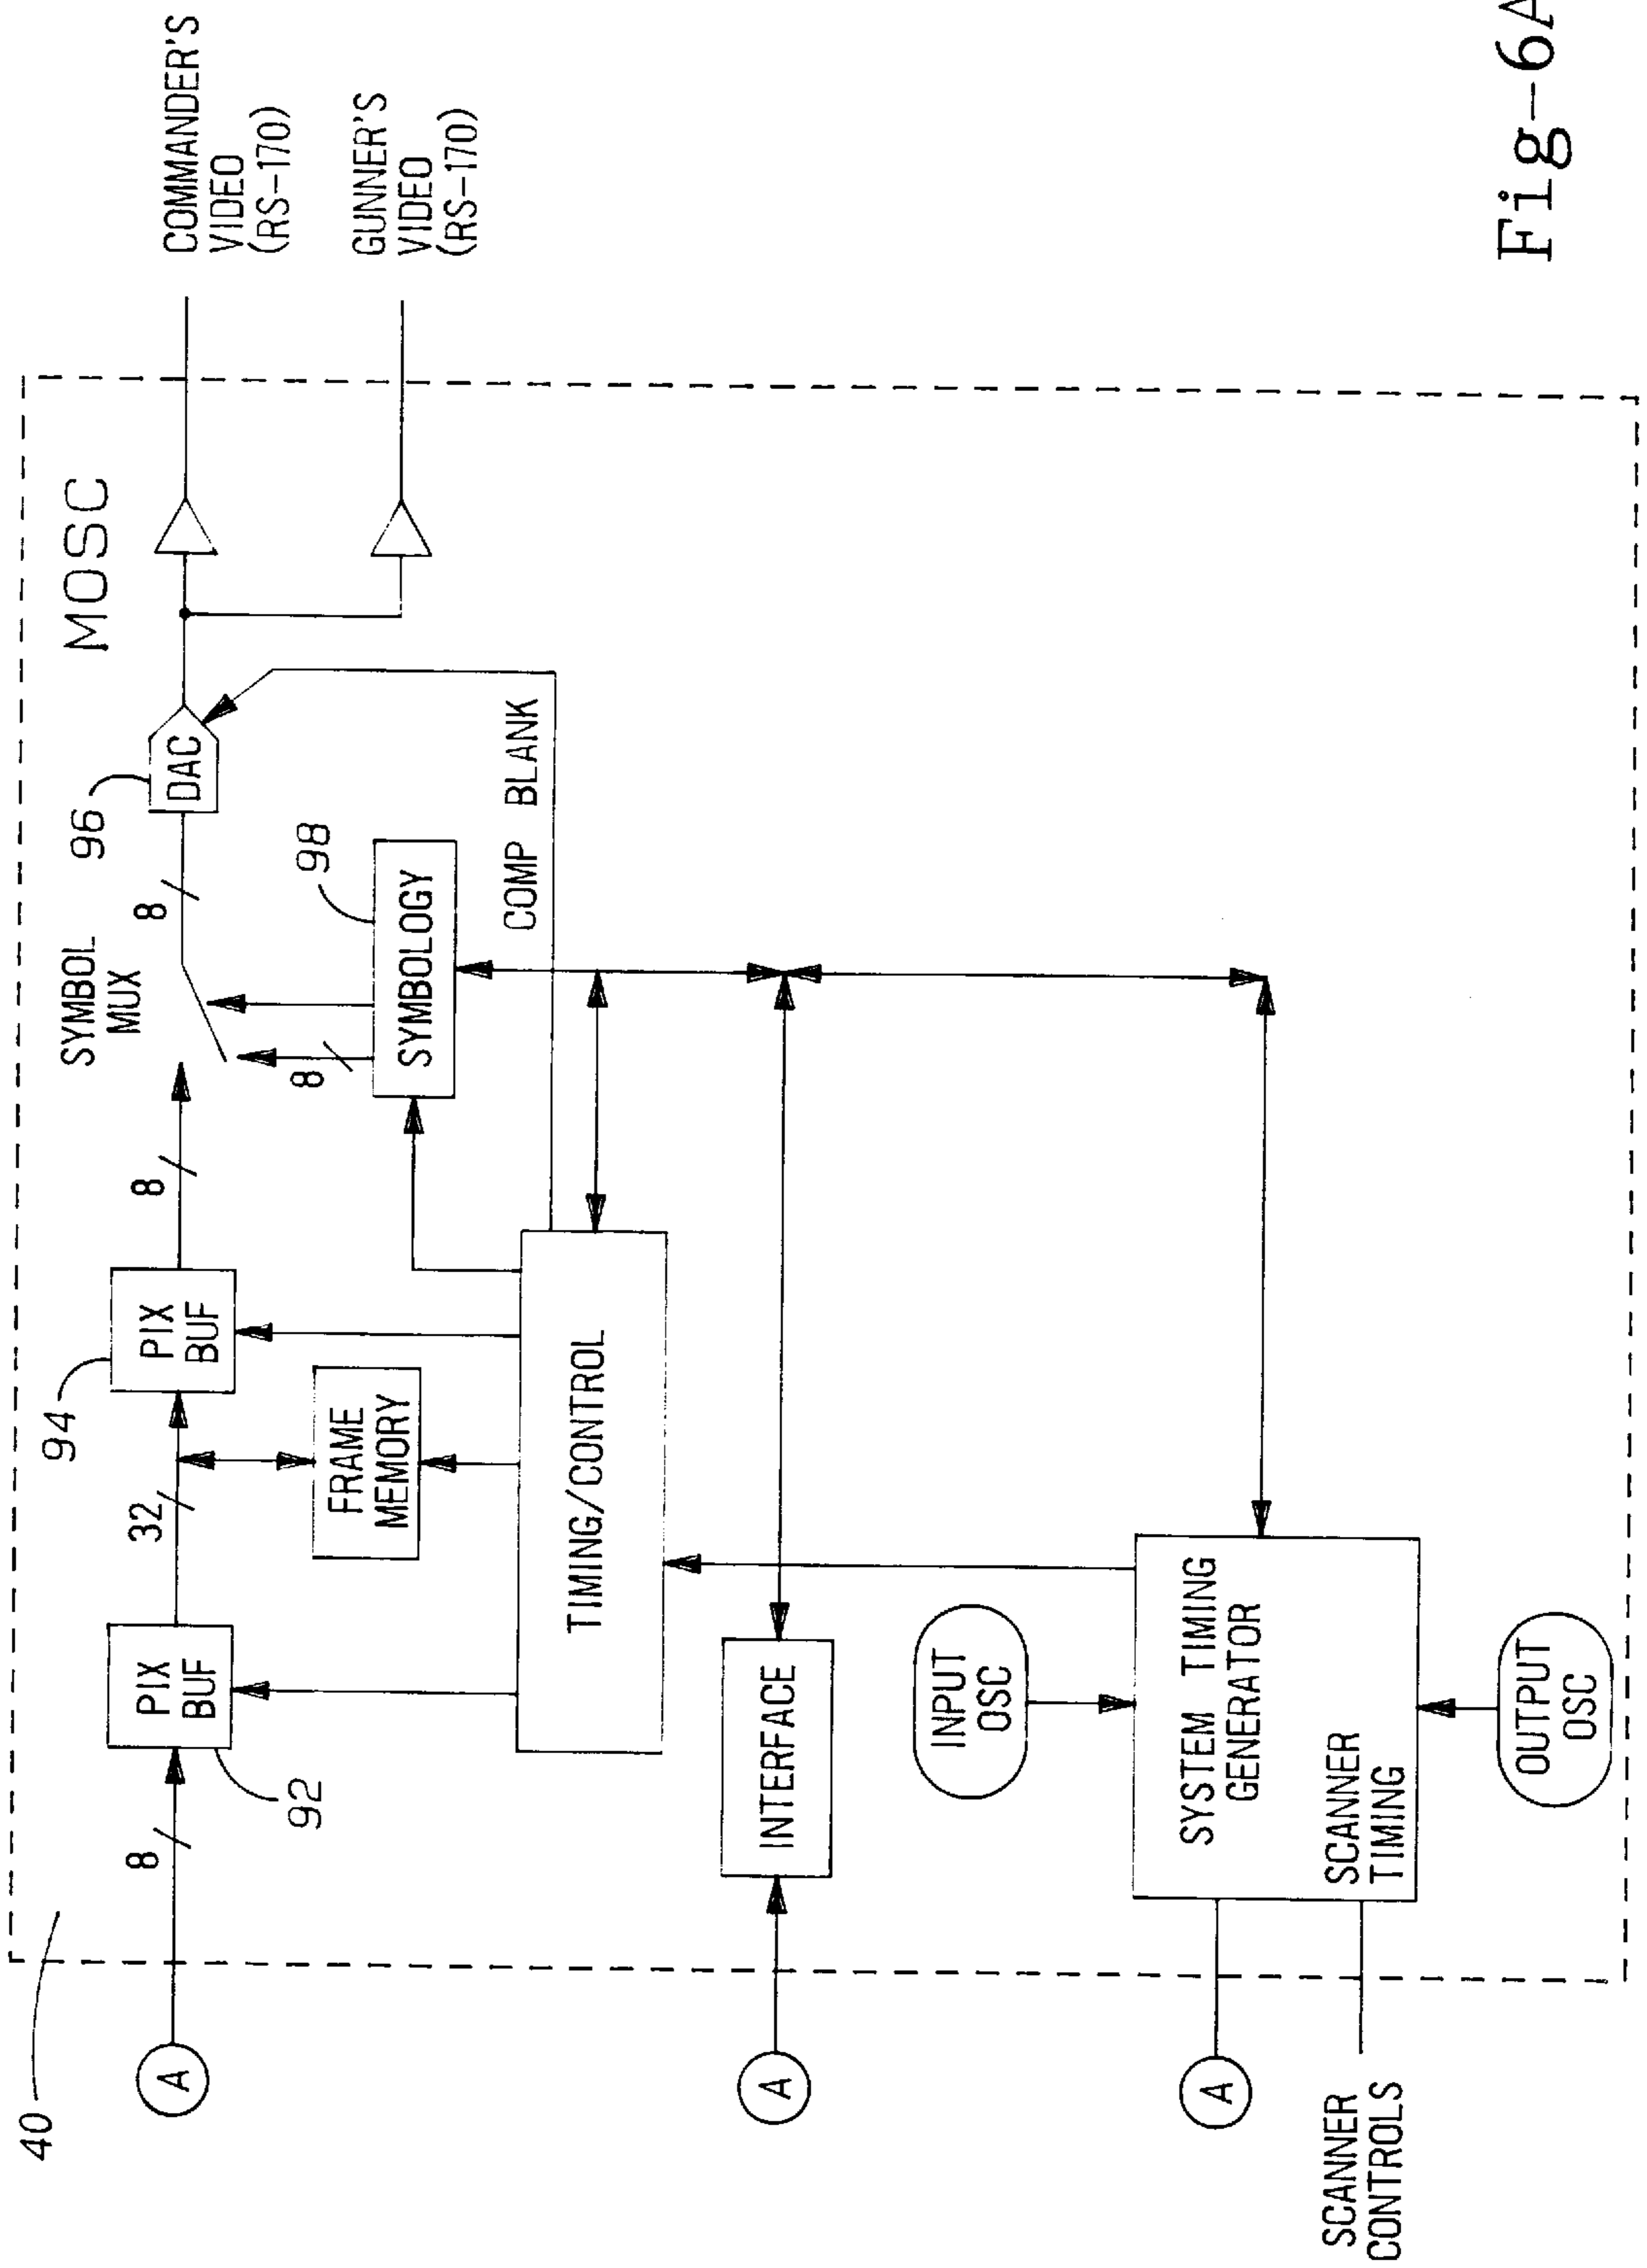 40
MOSC
A
8
92
PIX
BUF
32
94
PIX
BUF
8
SYMBOL
MUX
8
96
DAC
COMMANDER'S
VIDEO
(RS-170)
GUNNER'S
VIDEO
(RS-170)
FRAME
MEMORY
8
SYMBOLOGY
98
COMP BLANK
TIMING/CONTROL
A
INTERFACE
INPUT
OSC
A
SYSTEM TIMING
GENERATOR
SCANNER
TIMING
SCANNER
CONTROLS
OUTPUT
OSC
Fig-6A